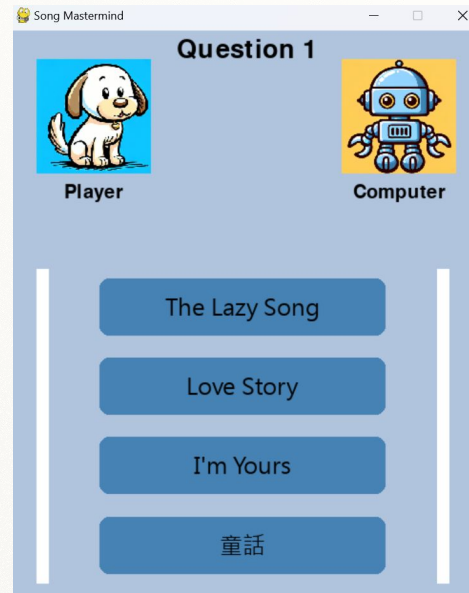 Song Mastermind
Question 1
Player
Computer
The Lazy Song
Love Story
I'm Yours
童話